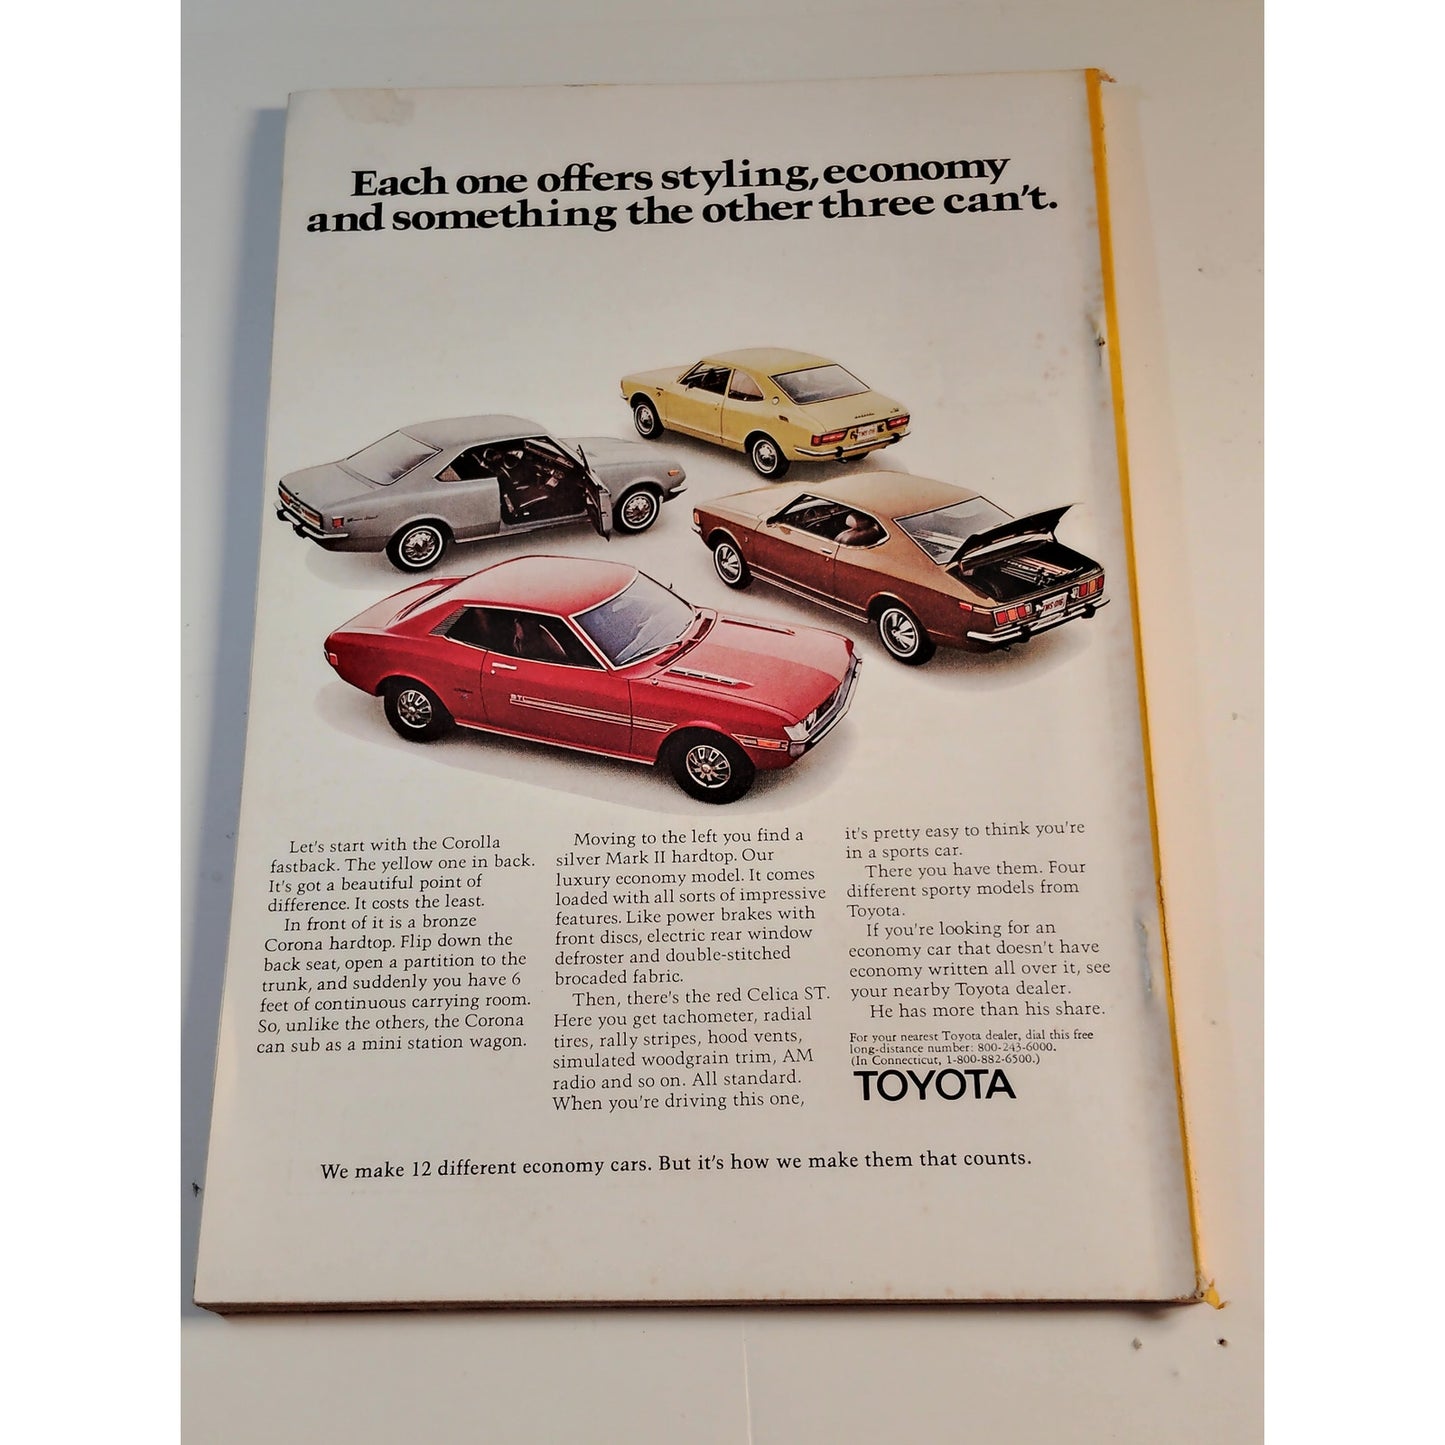 Each one offers styling, economy
and something the other three can't.
ST
Let's start with the Corolla
fastback. The yellow one in back.
It's got a beautiful point of
difference. It costs the least.
In front of it is a bronze
Corona hardtop. Flip down the
back seat, open a partition to the
trunk, and suddenly you have 6
feet of continuous carrying room.
So, unlike the others, the Corona
can sub as a mini station wagon.
Moving to the left you find a
silver Mark II hardtop. Our
luxury economy model. It comes
loaded with all sorts of impressive
features. Like power brakes with
front discs, electric rear window
defroster and double-stitched
brocaded fabric.
Then, there's the red Celica ST.
Here you get tachometer, radial
tires, rally stripes, hood vents,
simulated woodgrain trim, AM
radio and so on. All standard.
When you're driving this one,
it's pretty easy to think you're
in a sports car.
There you have them. Four
different sporty models from
Toyota.
If you're looking for an
economy car that doesn't have
economy written all over it, see
your nearby Toyota dealer.
He has more than his share.
For your nearest Toyota dealer, dial this free
long-distance number: 800-243-6000.
(In Connecticut, 1-800-882-6500.)
TOYOTA
We make 12 different economy cars. But it's how we make them that counts.